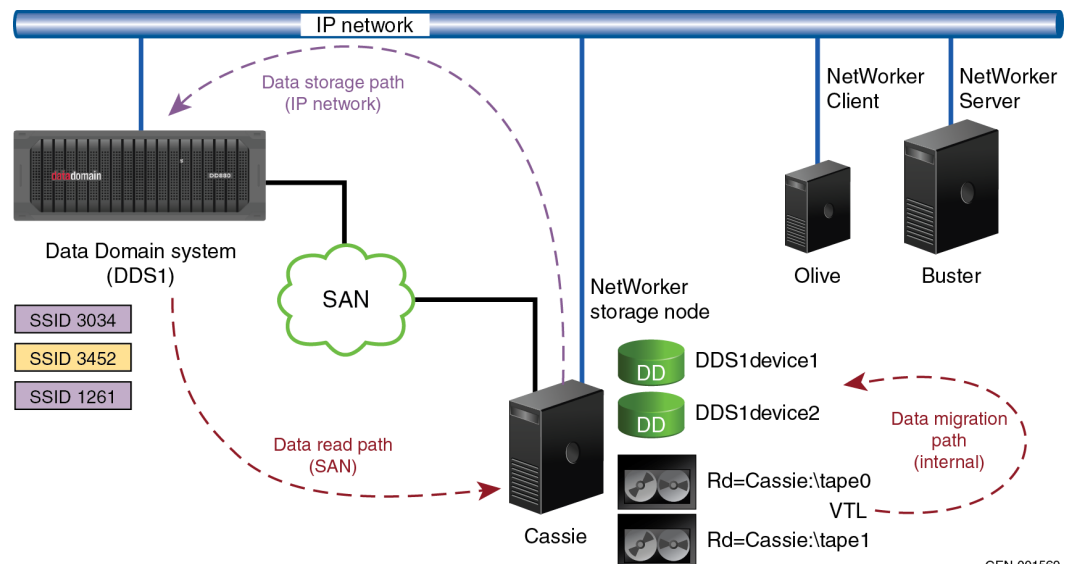 IP network
Data storage path
(IP network)
NetWorker
Client
NetWorker
Server
datadomain
DD880
Data Domain system
(DDS1)
SAN
Olive
Buster
NetWorker
storage node
SSID 3034
SSID 3452
SSID 1261
DD
DDS1device1
DD
DDS1device2
Data migration
path
(internal)
Data read path
(SAN)
Rd=Cassie:\tape0
VTL
Cassie
Rd=Cassie:\tape1